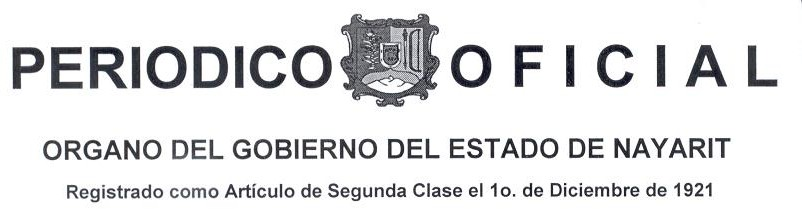 PERIODICO OFICIAL
ORGANO DEL GOBIERNO DEL ESTADO DE NAYARIT
Registrado como Artículo de Segunda Clase el 1o. de Diciembre de 1921